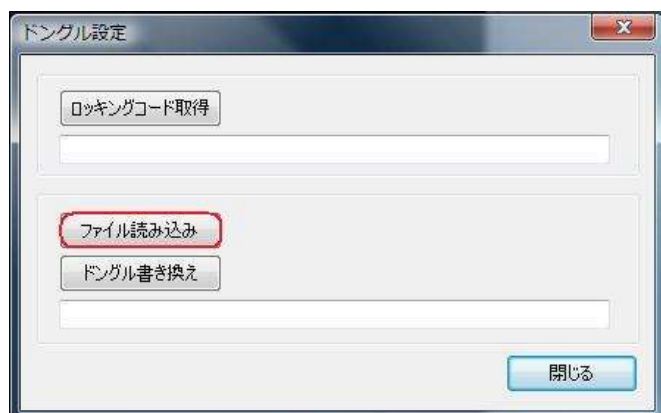 ドングル設定
ロッキングコード取得
ファイル読み込み
ドングル書き換え
閉じる